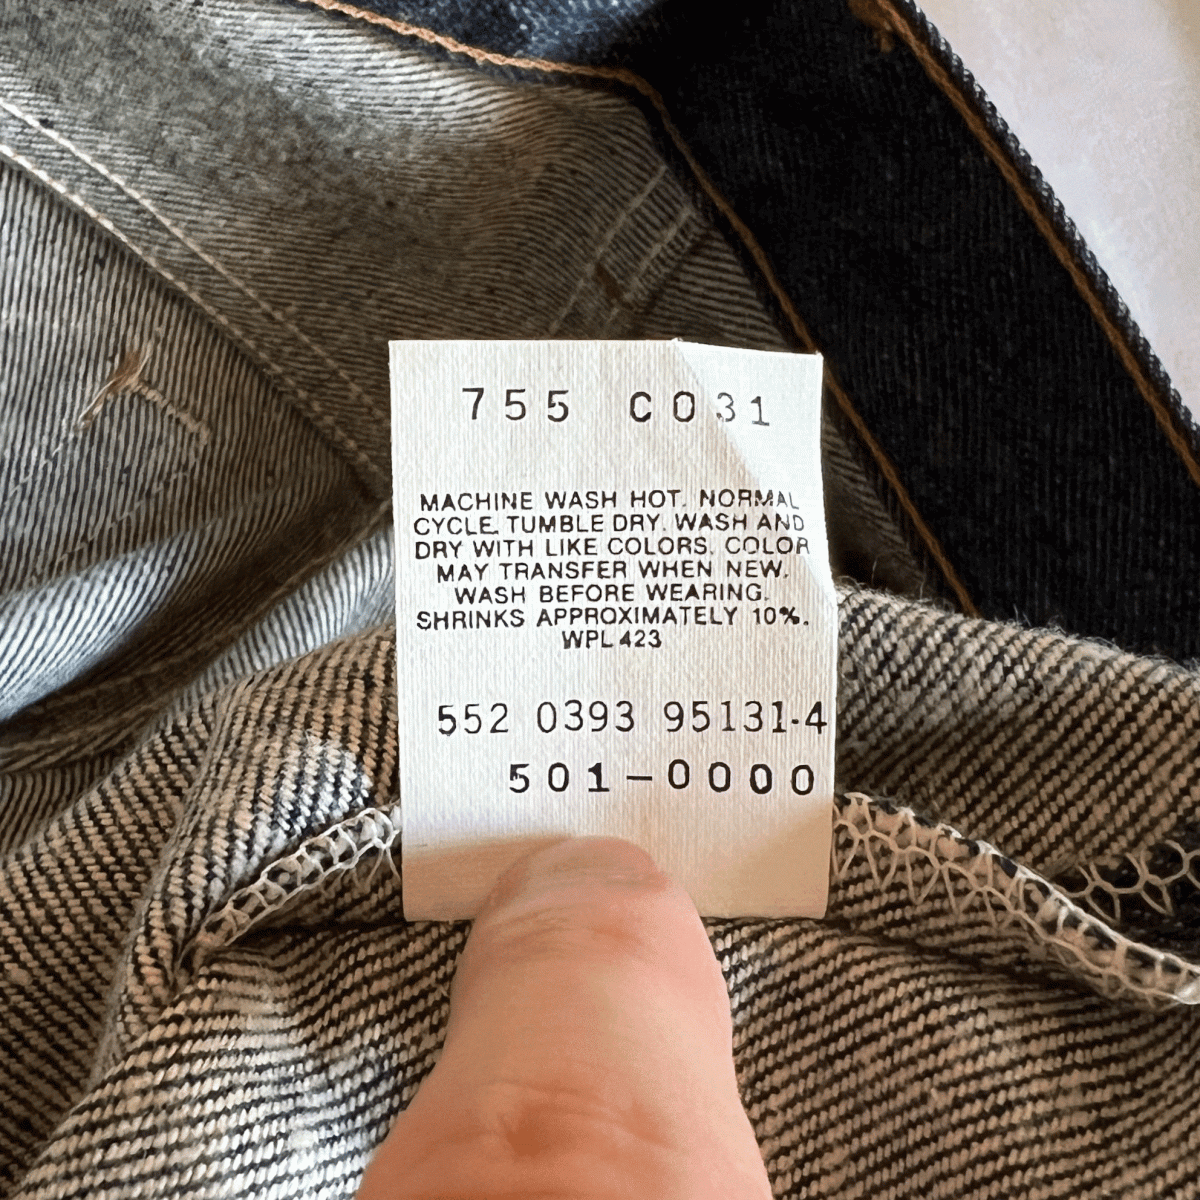 755 C031
MACHINE WASH HOT. NORMAL
CYCLE. TUMBLE DRY. WASH AND
DRY WITH LIKE COLORS. COLOR
MAY TRANSFER WHEN NEW.
WASH BEFORE WEARING.
SHRINKS APPROXIMATELY 10%.
WPL 423
552 0393 95131-4
501-0000